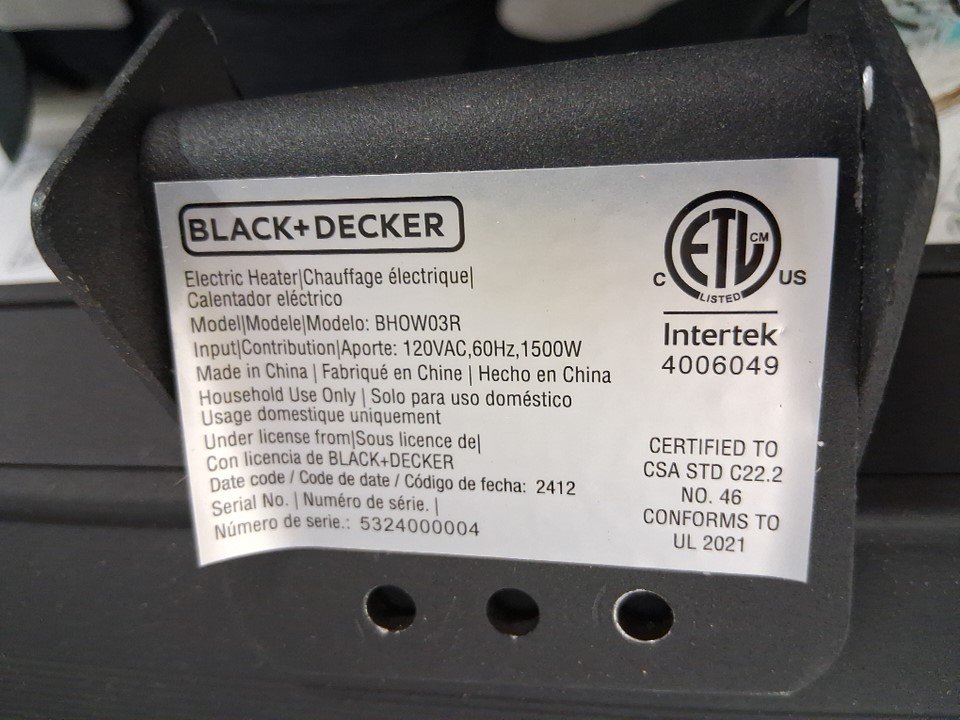 BLACK+DECKER
Electric Heater|Chauffage électrique|
Calentador eléctrico
Model|Modele|Modelo: BHOW03R
Input|Contribution|Aporte: 120VAC,60Hz,1500W
Made in China | Fabriqué en Chine | Hecho en China
Household Use Only | Solo para uso doméstico
Usage domestique uniquement
Under license from|Sous licence de|
Con licencia de BLACK+DECKER
Date code / Code de date / Código de fecha: 2412
Serial No. | Numéro de série. |
Número de serie.: 5324000004
ETL CM
C US
LISTED
Intertek
4006049
CERTIFIED TO
CSA STD C22.2
NO. 46
CONFORMS TO
UL 2021